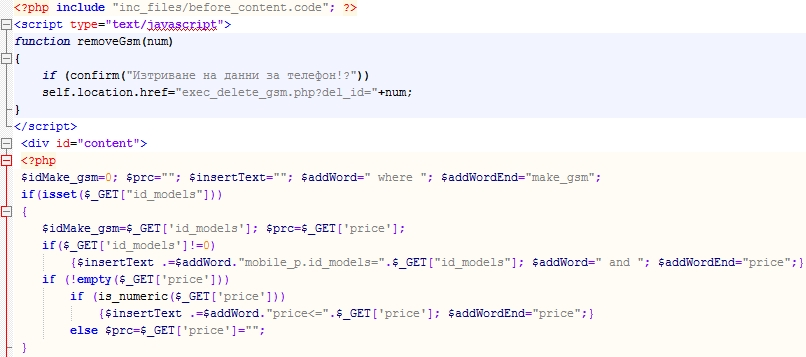 <?php include "inc_files/before_content.code"; ?>
<script type="text/javascript">
function removeGsm(num)
{
if (confirm("Изтриване на данни за телефон!?"))
self.location.href="exec_delete_gsm.php?del_id="+num;
}
</script>
<div id="content">
<?php
$idMake_gsm=0; $prc=""; $insertText=""; $addWord=" where "; $addWordEnd="make_gsm";
if(isset($_GET["id_models"]))
{
$idMake_gsm=$_GET['id_models']; $prc=$_GET['price'];
if($_GET['id_models']!=0)
{$insertText .=$addWord."mobile_p.id_models=".$_GET["id_models"]; $addWord=" and "; $addWordEnd="price";}
if (!empty($_GET['price']))
if (is_numeric($_GET['price']))
{$insertText .=$addWord."price<=".$_GET['price']; $addWordEnd="price";}
else $prc=$_GET['price']="";
}